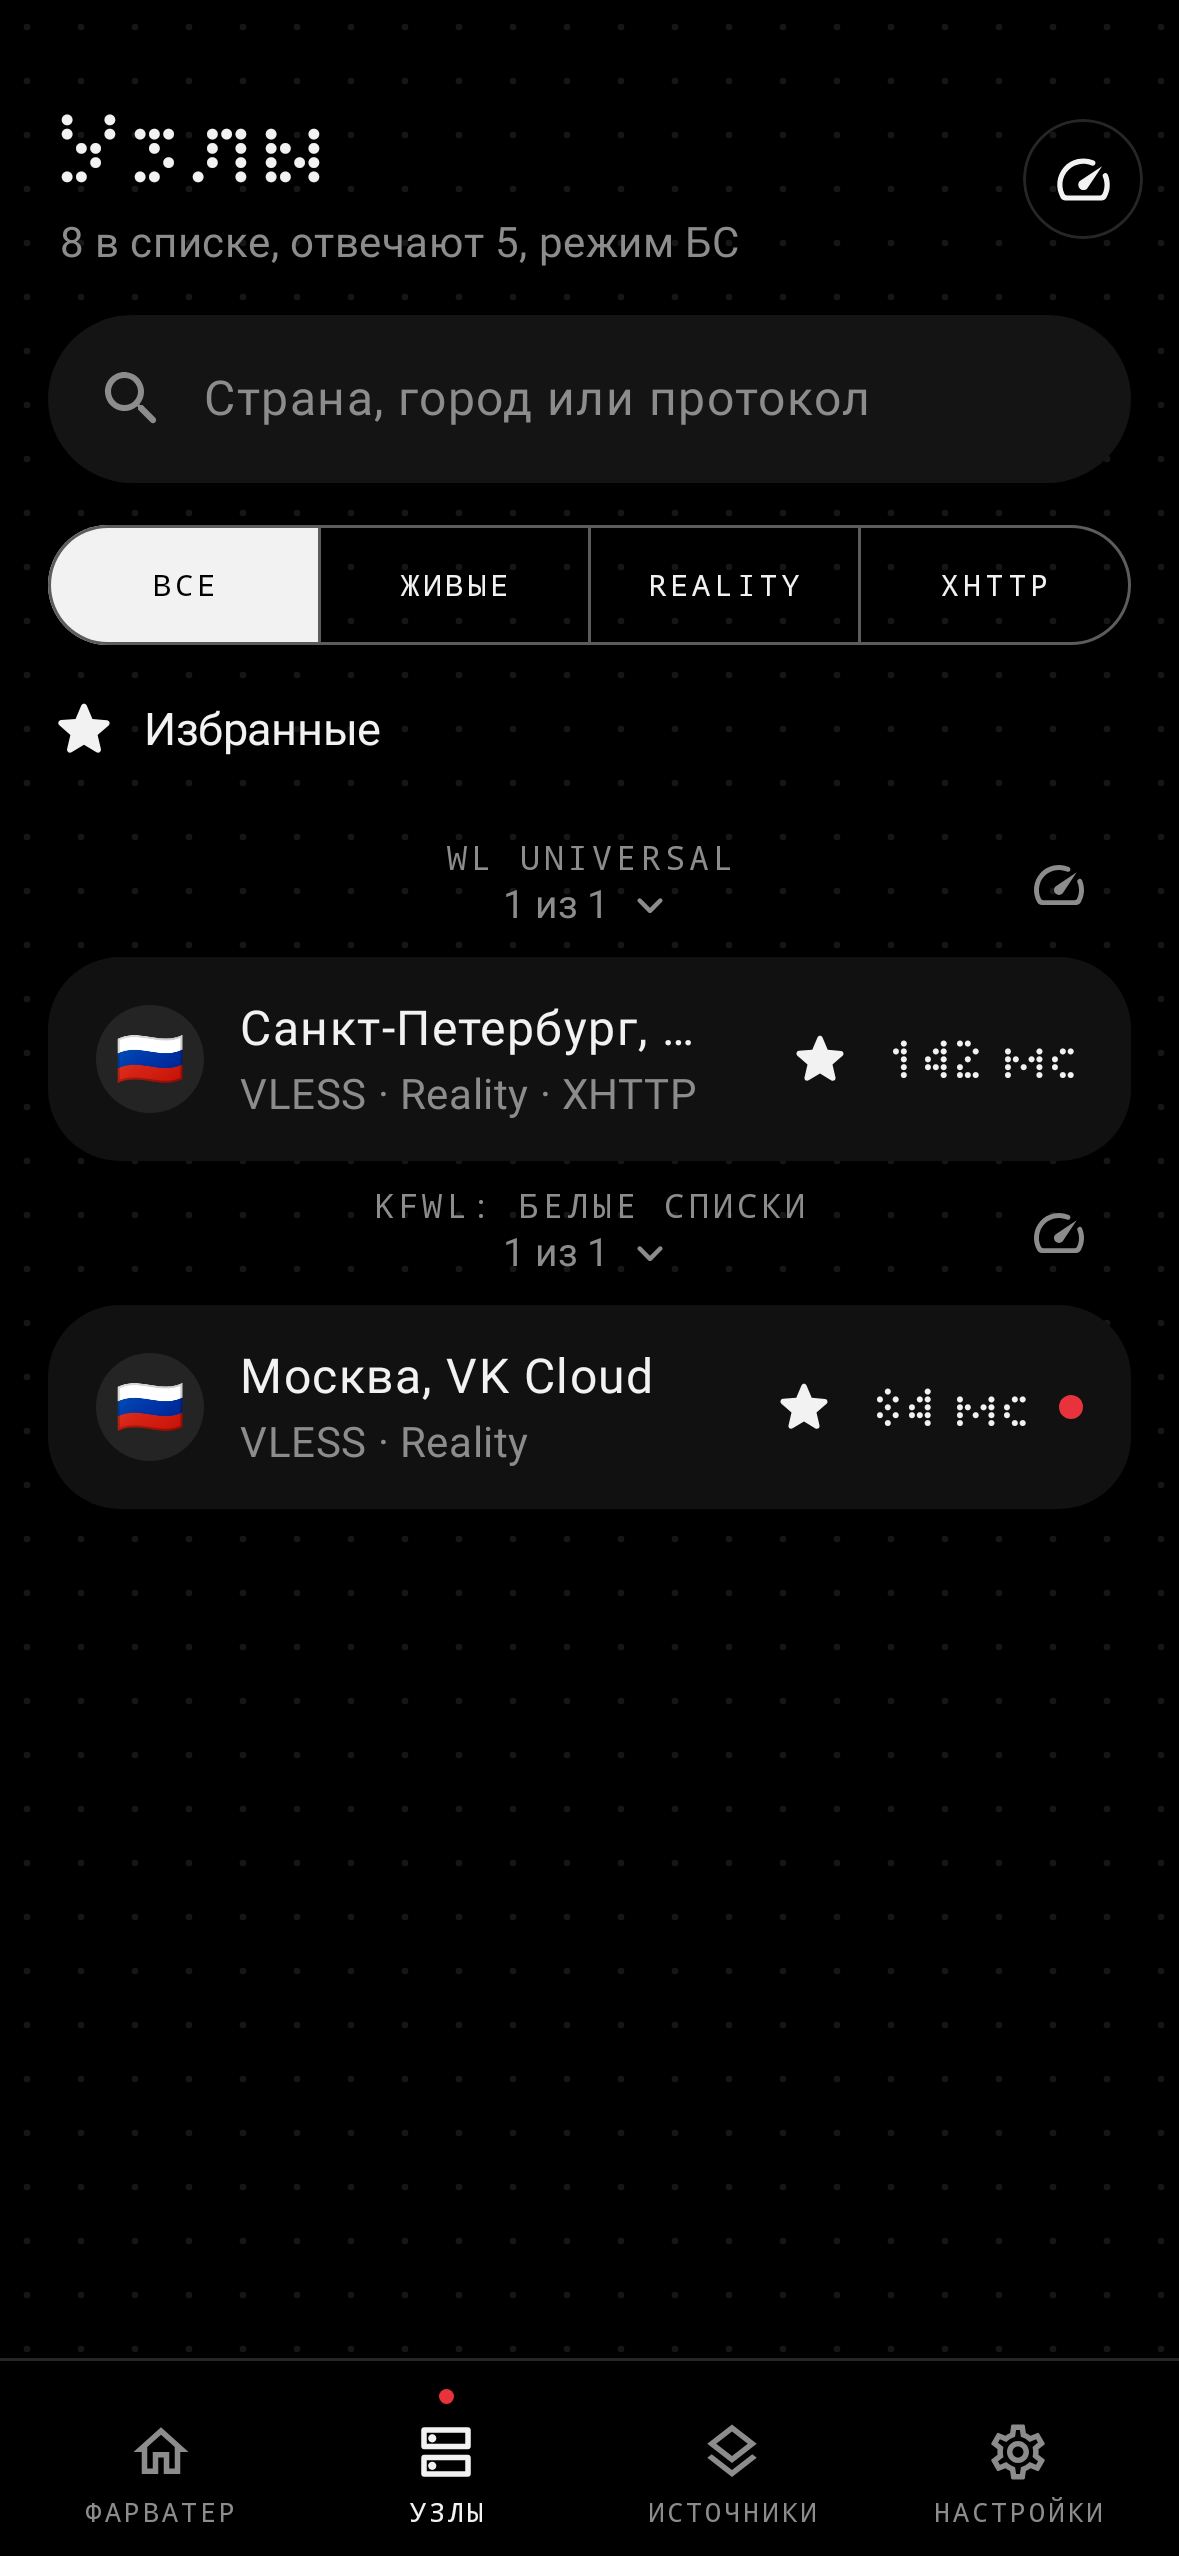 Узлы
8 в списке, отвечают 5, режим БС
Страна, город или протокол
ВСЕ
ЖИВЫЕ
REALITY
XHTTP
Избранные
WL UNIVERSAL
1 из 1
Санкт-Петербург, …
VLESS · Reality · XHTTP
142 мс
KFWL: БЕЛЫЕ СПИСКИ
1 из 1
Москва, VK Cloud
VLESS · Reality
84 мс
ФАРВАТЕР
УЗЛЫ
ИСТОЧНИКИ
НАСТРОЙКИ